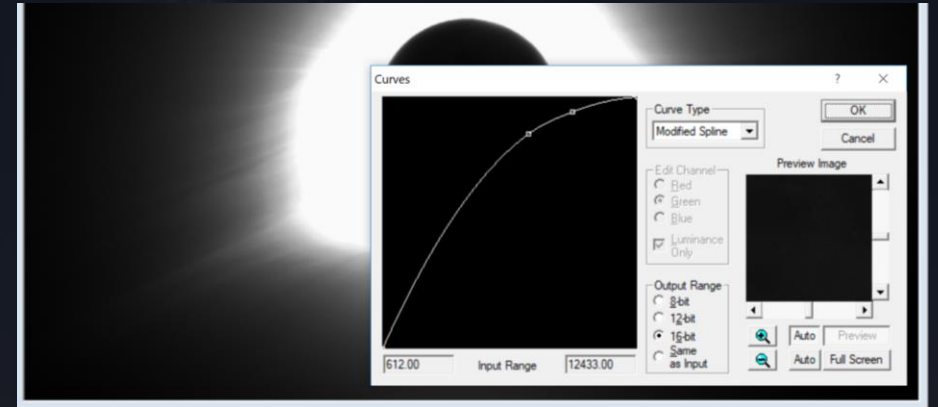 Curves ? ×
Curve Type
Modified Spline
OK
Cancel
Edit Channel
Red
Green
Blue
Luminance
Only
Preview Image
Output Range
8-bit
12-bit
16-bit
Same
as Input
Auto Preview
Auto Full Screen
612.00 Input Range 12433.00